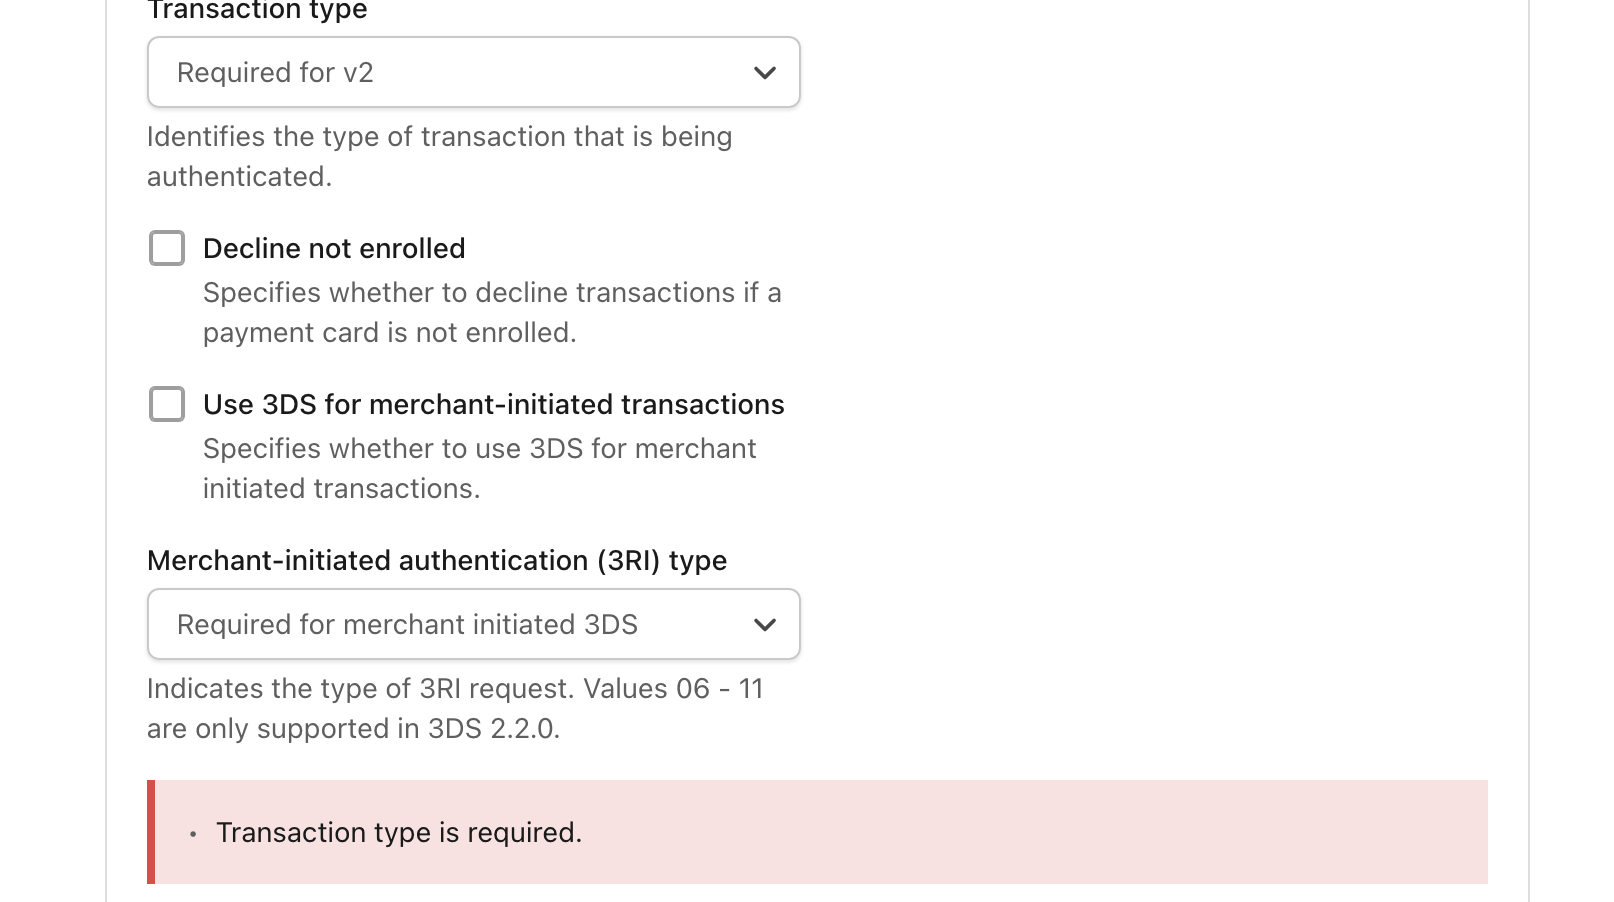 Transaction type
Required for v2
Identifies the type of transaction that is being
authenticated.
Decline not enrolled
Specifies whether to decline transactions if a
payment card is not enrolled.
Use 3DS for merchant-initiated transactions
Specifies whether to use 3DS for merchant
initiated transactions.
Merchant-initiated authentication (3RI) type
Required for merchant initiated 3DS
Indicates the type of 3RI request. Values 06 - 11
are only supported in 3DS 2.2.0.
• Transaction type is required.